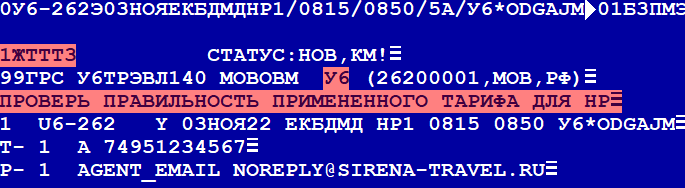 0У6-262Э03НОЯЕКБДМДНР1/0815/0850/5А/У6*ODGAJM▶01БЗПМЭ
1ЖТТТЗ СТАТУС:НОВ,КМ!
99ГРС У6ТРЭВЛ140 МОВОВМ У6 (26200001,МОВ,РФ)
ПРОВЕРЬ ПРАВИЛЬНОСТЬ ПРИМЕНЕННОГО ТАРИФА ДЛЯ НР
1 U6-262 Y 03НОЯ22 ЕКБДМД НР1 0815 0850 У6*ODGAJM
Т- 1 А 74951234567
Р- 1 AGENT_EMAIL NOREPLY@SIRENA-TRAVEL.RU